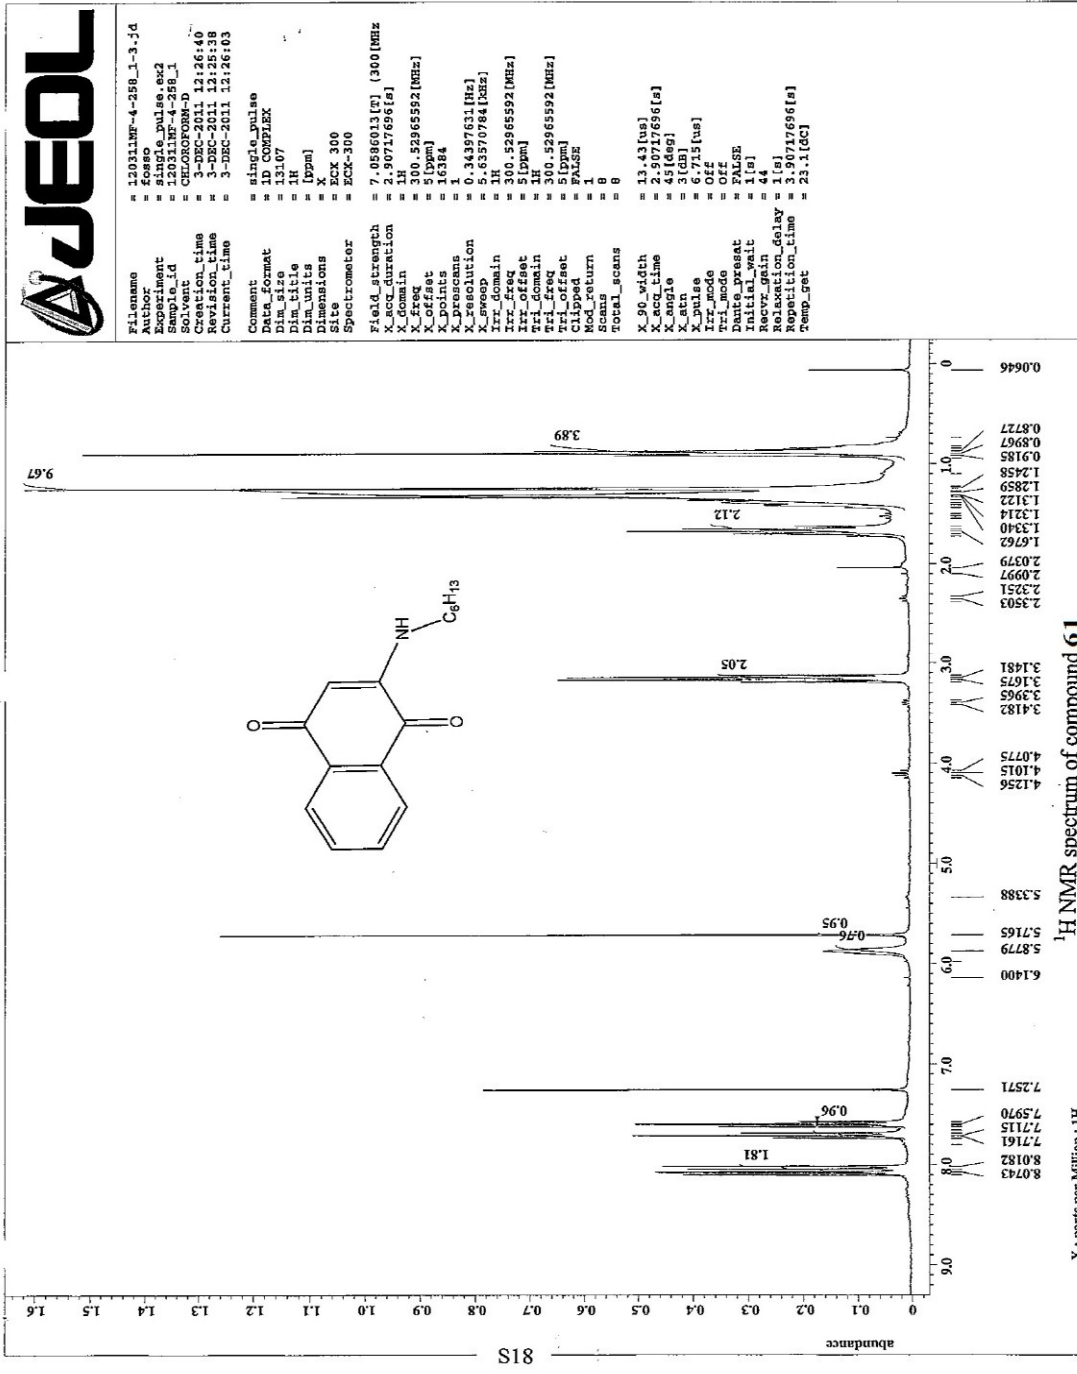 JEOL
Filename = 120311MF-4-258_1-3.jd
Author = fosso
Experiment = single_pulse.ex2
Sample_id = 120311MF-4-258_1
Solvent = CHLOROFORM-D
Creation_time = 3-DEC-2011 12:26:40
Revision_time = 3-DEC-2011 12:25:38
Current_time = 3-DEC-2011 12:26:03
Comment = single_pulse
Data_format = 1D COMPLEX
Dim_size = 13107
Dim_title = 1H
Dim_units = [ppm]
Dimensions = X
Site = ECX 300
Spectrometer = ECX-300
Field_strength = 7.0586013[T] (300[MHz
X_acq_duration = 2.90717696[s]
X_domain = 1H
X_freq = 300.52965592[MHz]
X_offset = 5[ppm]
X_points = 16384
X_prescans = 1
X_resolution = 0.34397631[Hz]
X_sweep = 5.63570784[kHz]
Irr_domain = 1H
Irr_freq = 300.52965592[MHz]
Irr_offset = 5[ppm]
Tri_domain = 1H
Tri_freq = 300.52965592[MHz]
Tri_offset = 5[ppm]
Clipped = FALSE
Mod_return = 1
Scans = 8
Total_scans = 8
X_90_width = 13.43[us]
X_acq_time = 2.90717696[s]
X_angle = 45[deg]
X_atn = 3[dB]
X_pulse = 6.715[us]
Irr_mode = Off
Tri_mode = Off
Dante_presat = FALSE
Initial_wait = 1[s]
Recvr_gain = 44
Relaxation_delay = 1[s]
Repetition_time = 3.90717696[s]
Temp_get = 23.1[dC]
abundance
0 0.1 0.2 0.3 0.4 0.5 0.6 0.7 0.8 0.9 1.0 1.1 1.2 1.3 1.4 1.5 1.6
1.81
0.96
0.76
0.95
2.05
2.12
9.67
3.89
O
O
NH
C6H13
9.0 8.0 7.0 6.0 5.0 4.0 3.0 2.0 1.0 0
8.0743
8.0182
7.7161
7.7115
7.5970
7.2571
6.1400
5.8779
5.7165
5.3388
4.1256
4.1015
4.0775
3.4182
3.3965
3.1675
3.1481
2.3503
2.3251
2.0997
2.0379
1.6762
1.3340
1.3214
1.3122
1.2859
1.2458
0.9185
0.8967
0.8727
0.0646
X : parts per Million : 1H
1H NMR spectrum of compound 61
S18